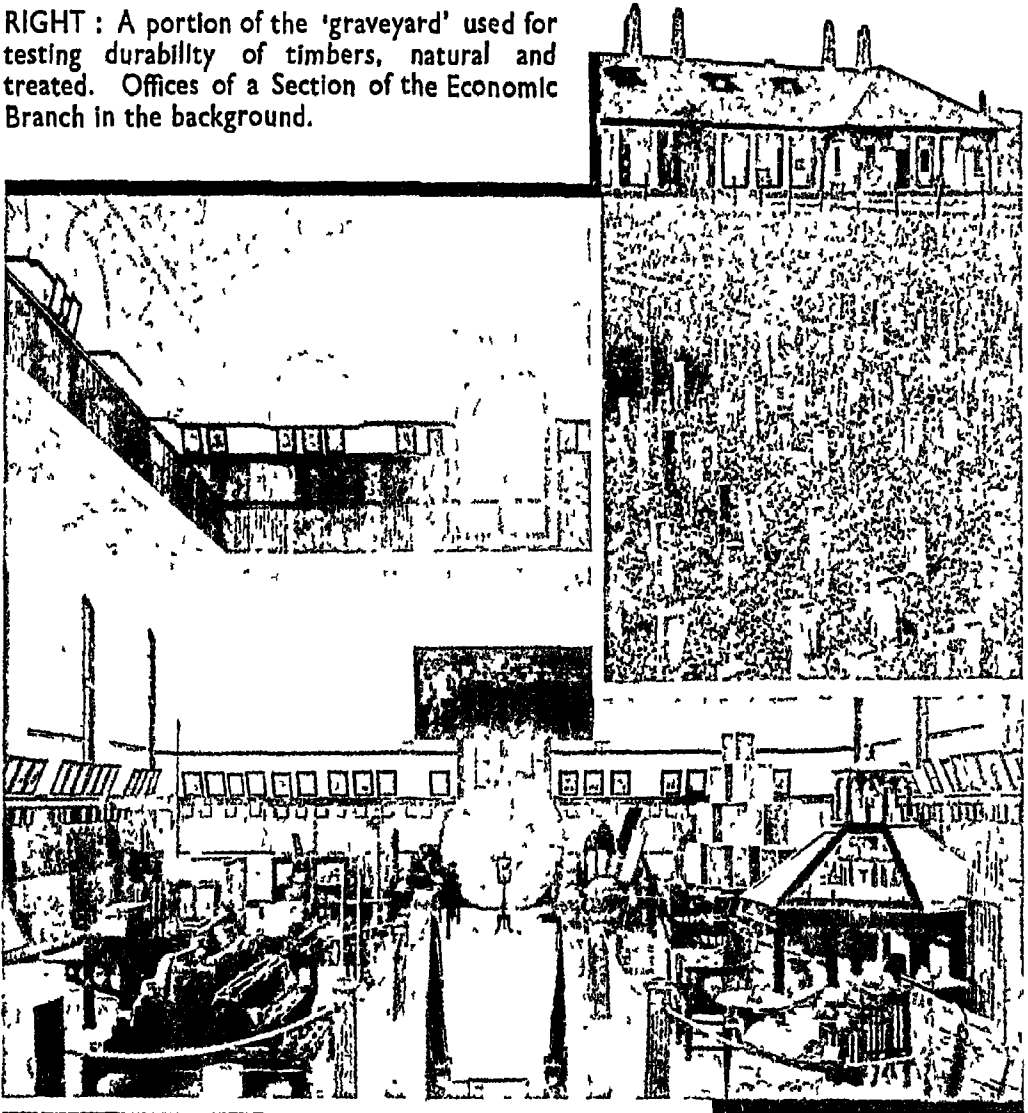 RIGHT : A portion of the ‘graveyard’ used for
testing durability of timbers, natural and
treated. Offices of a Section of the Economic
Branch in the background.